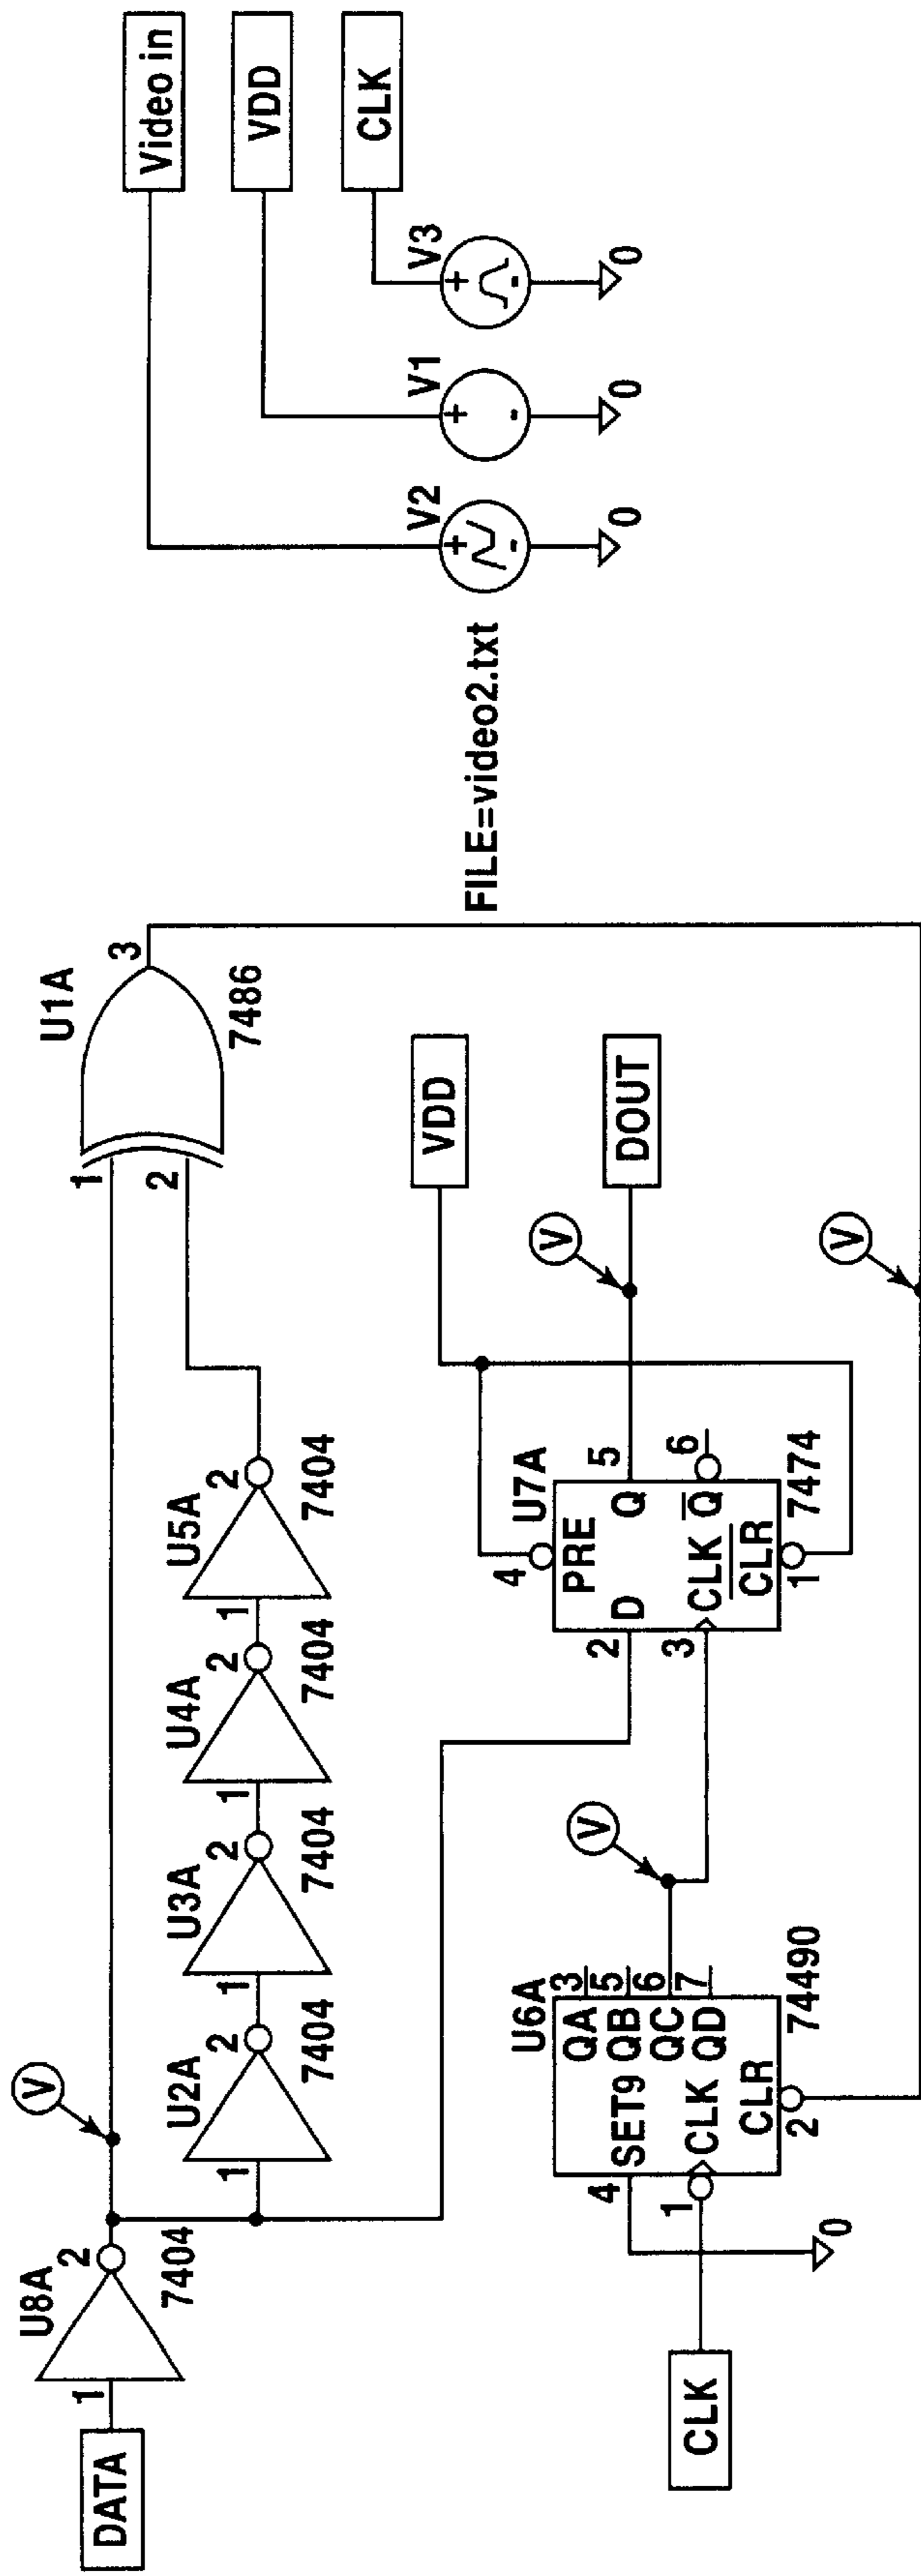 DATA
1
U8A
2
7404
V
1
U2A
2
7404
1
U3A
2
7404
1
U4A
2
7404
1
U5A
2
7404
1
2
U1A
3
7486
CLK
1
4
0
U6A
SET9
CLK
CLR
QA
QB
QC
QD
3
5
6
7
2
74490
V
2
3
4
U7A
PRE
D
Q
CLK
Q
CLR
5
6
1
7474
V
VDD
DOUT
V
FILE=video2.txt
V2
+
-
0
V1
+
-
0
V3
+
-
0
Video in
VDD
CLK